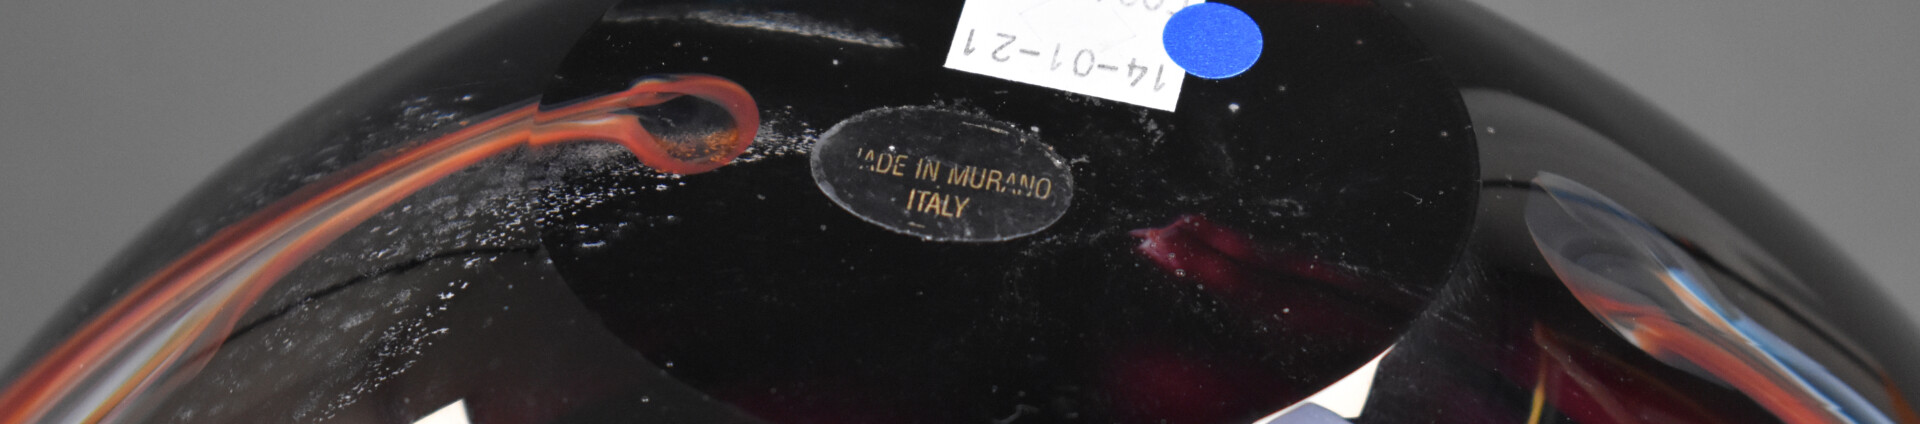 14-01-21
'ADE IN MURANO
ITALY